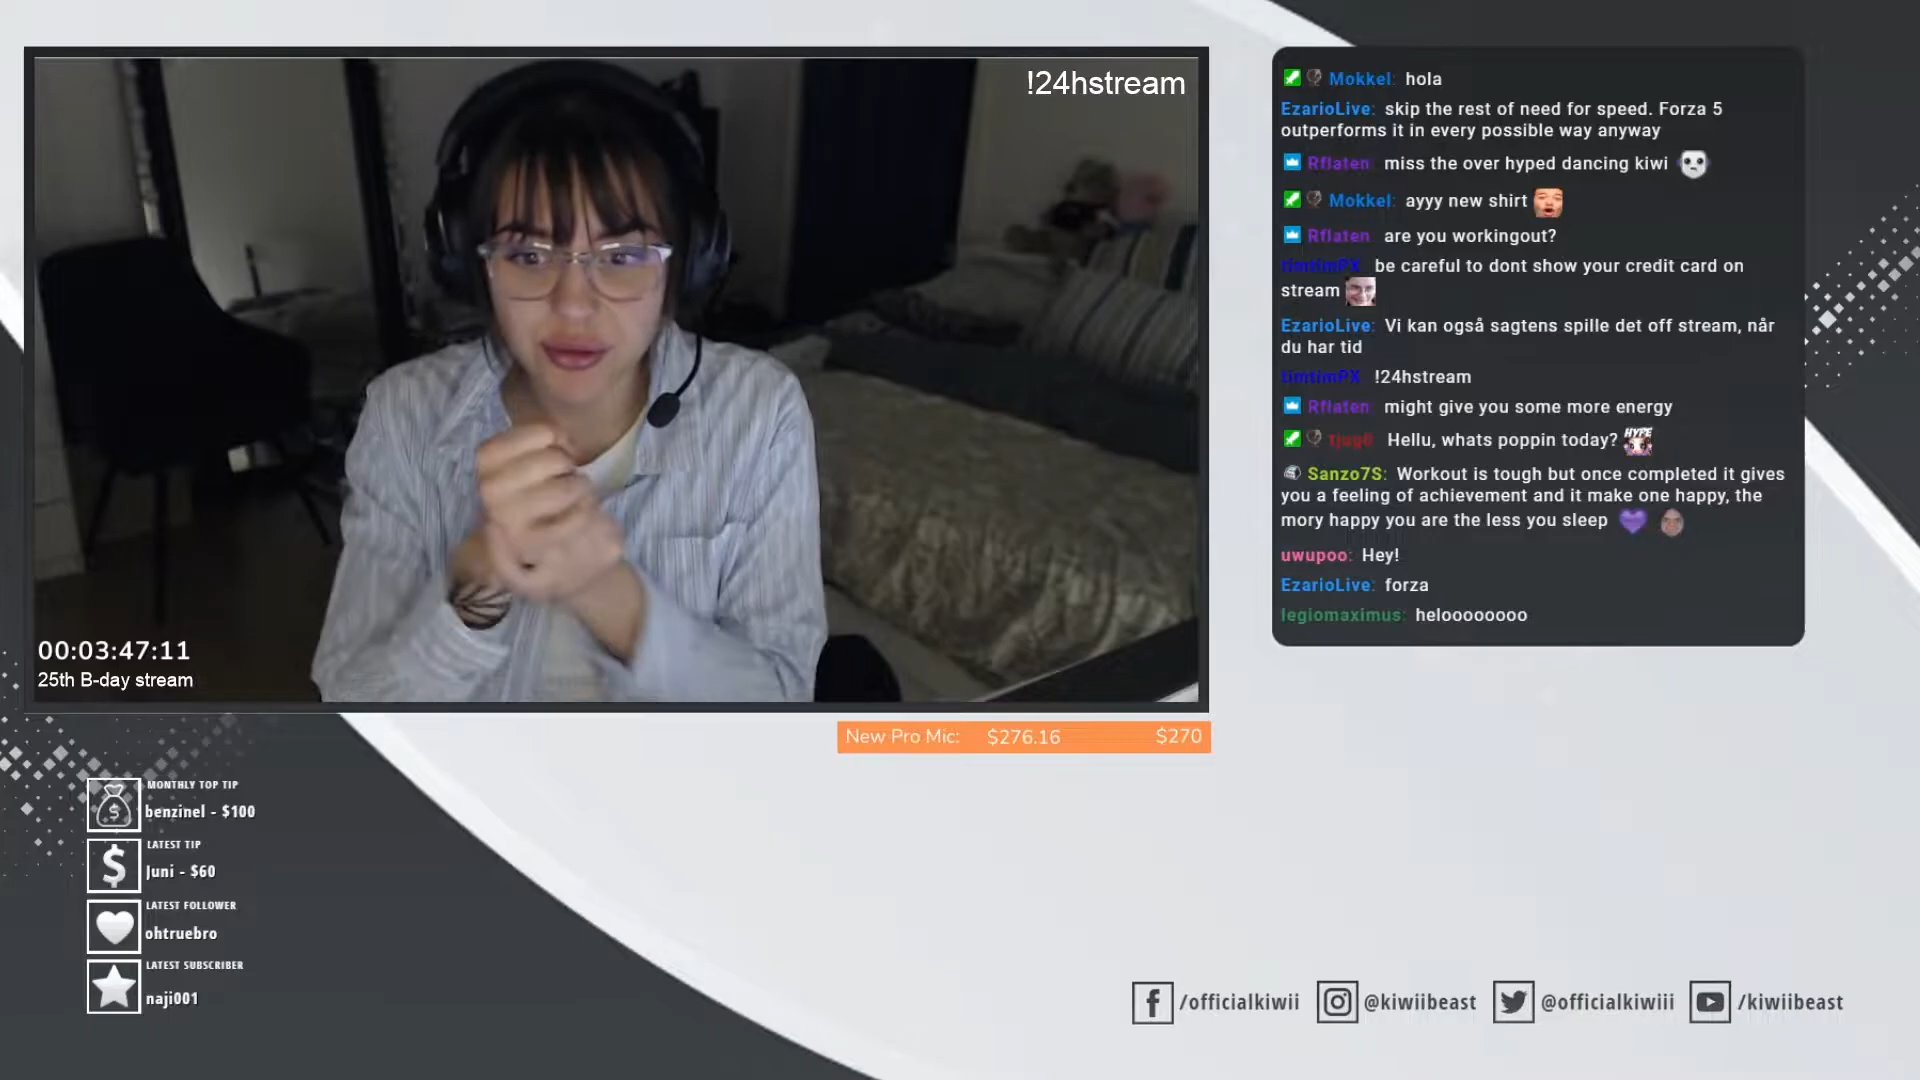 !24hstream
00:03:47:11
25th B-day stream
New Pro Mic: $276.16 $270
MONTHLY TOP TIP
benzinel - $100
LATEST TIP
Juni - $60
LATEST FOLLOWER
ohtruebro
LATEST SUBSCRIBER
naji001
Mokkel: hola
EzarioLive: skip the rest of need for speed. Forza 5
outperforms it in every possible way anyway
Rflaten: miss the over hyped dancing kiwi
Mokkel: ayyy new shirt
Rflaten: are you workingout?
timtimPX: be careful to dont show your credit card on
stream
EzarioLive: Vi kan også sagtens spille det off stream, når
du har tid
timtimPX: !24hstream
Rflaten: might give you some more energy
Hellu, whats poppin today? HYPE
Sanzo7S: Workout is tough but once completed it gives
you a feeling of achievement and it make one happy, the
mory happy you are the less you sleep
uwupoo: Hey!
EzarioLive: forza
legiomaximus: heloooooooo
/officialkiwii @kiwiibeast @officialkiwiii /kiwiibeast